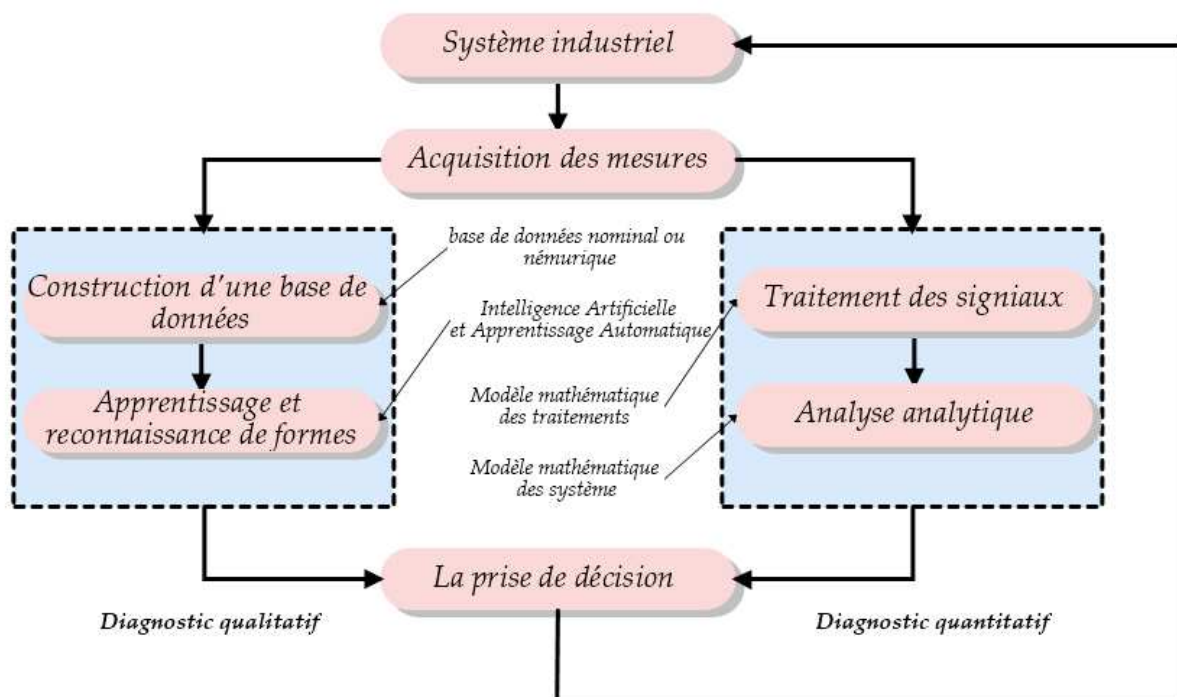 Système industriel
Acquisition des mesures
base de données nominal ou
némurique
Construction d'une base de
données
Traitement des signiaux
Intelligence Artificielle
et Apprentissage Automatique
Apprentissage et
reconnaissance de formes
Modèle mathématique
des traitements
Analyse analytique
Modèle mathématique
des système
La prise de décision
Diagnostic qualitatif
Diagnostic quantitatif